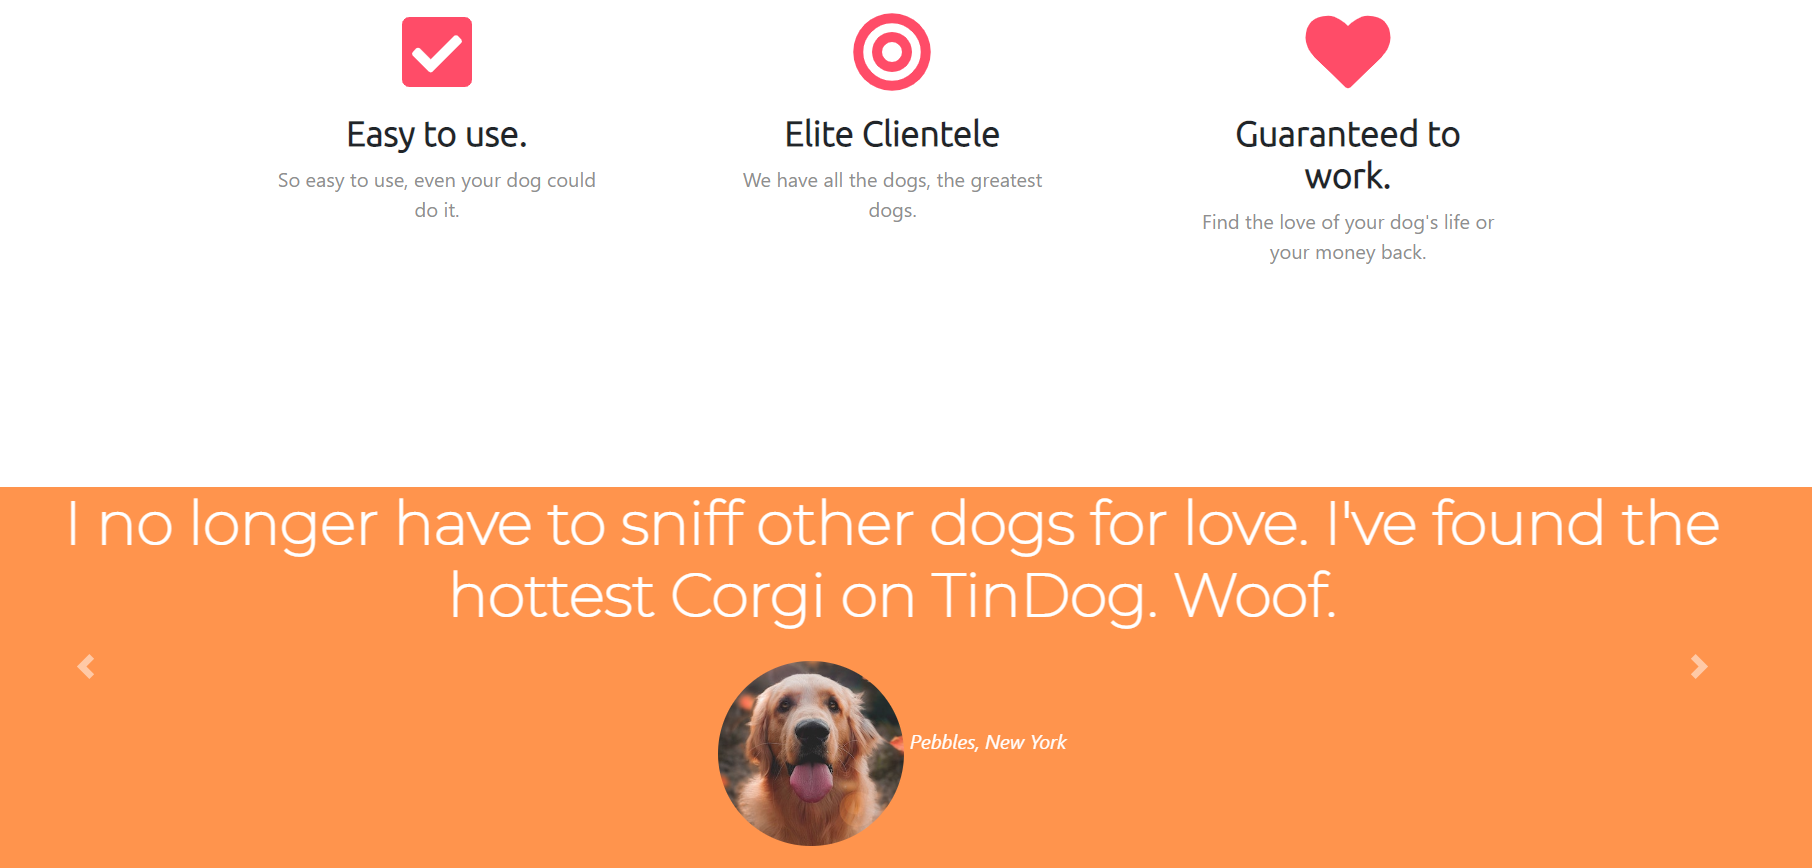 Easy to use.
So easy to use, even your dog could
do it.
Elite Clientele
We have all the dogs, the greatest
dogs.
Guaranteed to
work.
Find the love of your dog's life or
your money back.
I no longer have to sniff other dogs for love. I've found the
hottest Corgi on TinDog. Woof.
Pebbles, New York